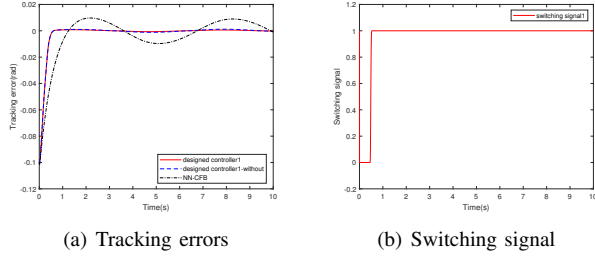 0.02
0
-0.02
-0.04
-0.06
-0.08
-0.1
-0.12
Tracking error(rad)
0 1 2 3 4 5 6 7 8 9 10
Time(s)
designed controller1
designed controller1-without
NN-CFB
(a) Tracking errors
1.2
1
0.8
0.6
0.4
0.2
0
-0.2
Switching signal
0 1 2 3 4 5 6 7 8 9 10
Time(s)
switching signal1
(b) Switching signal